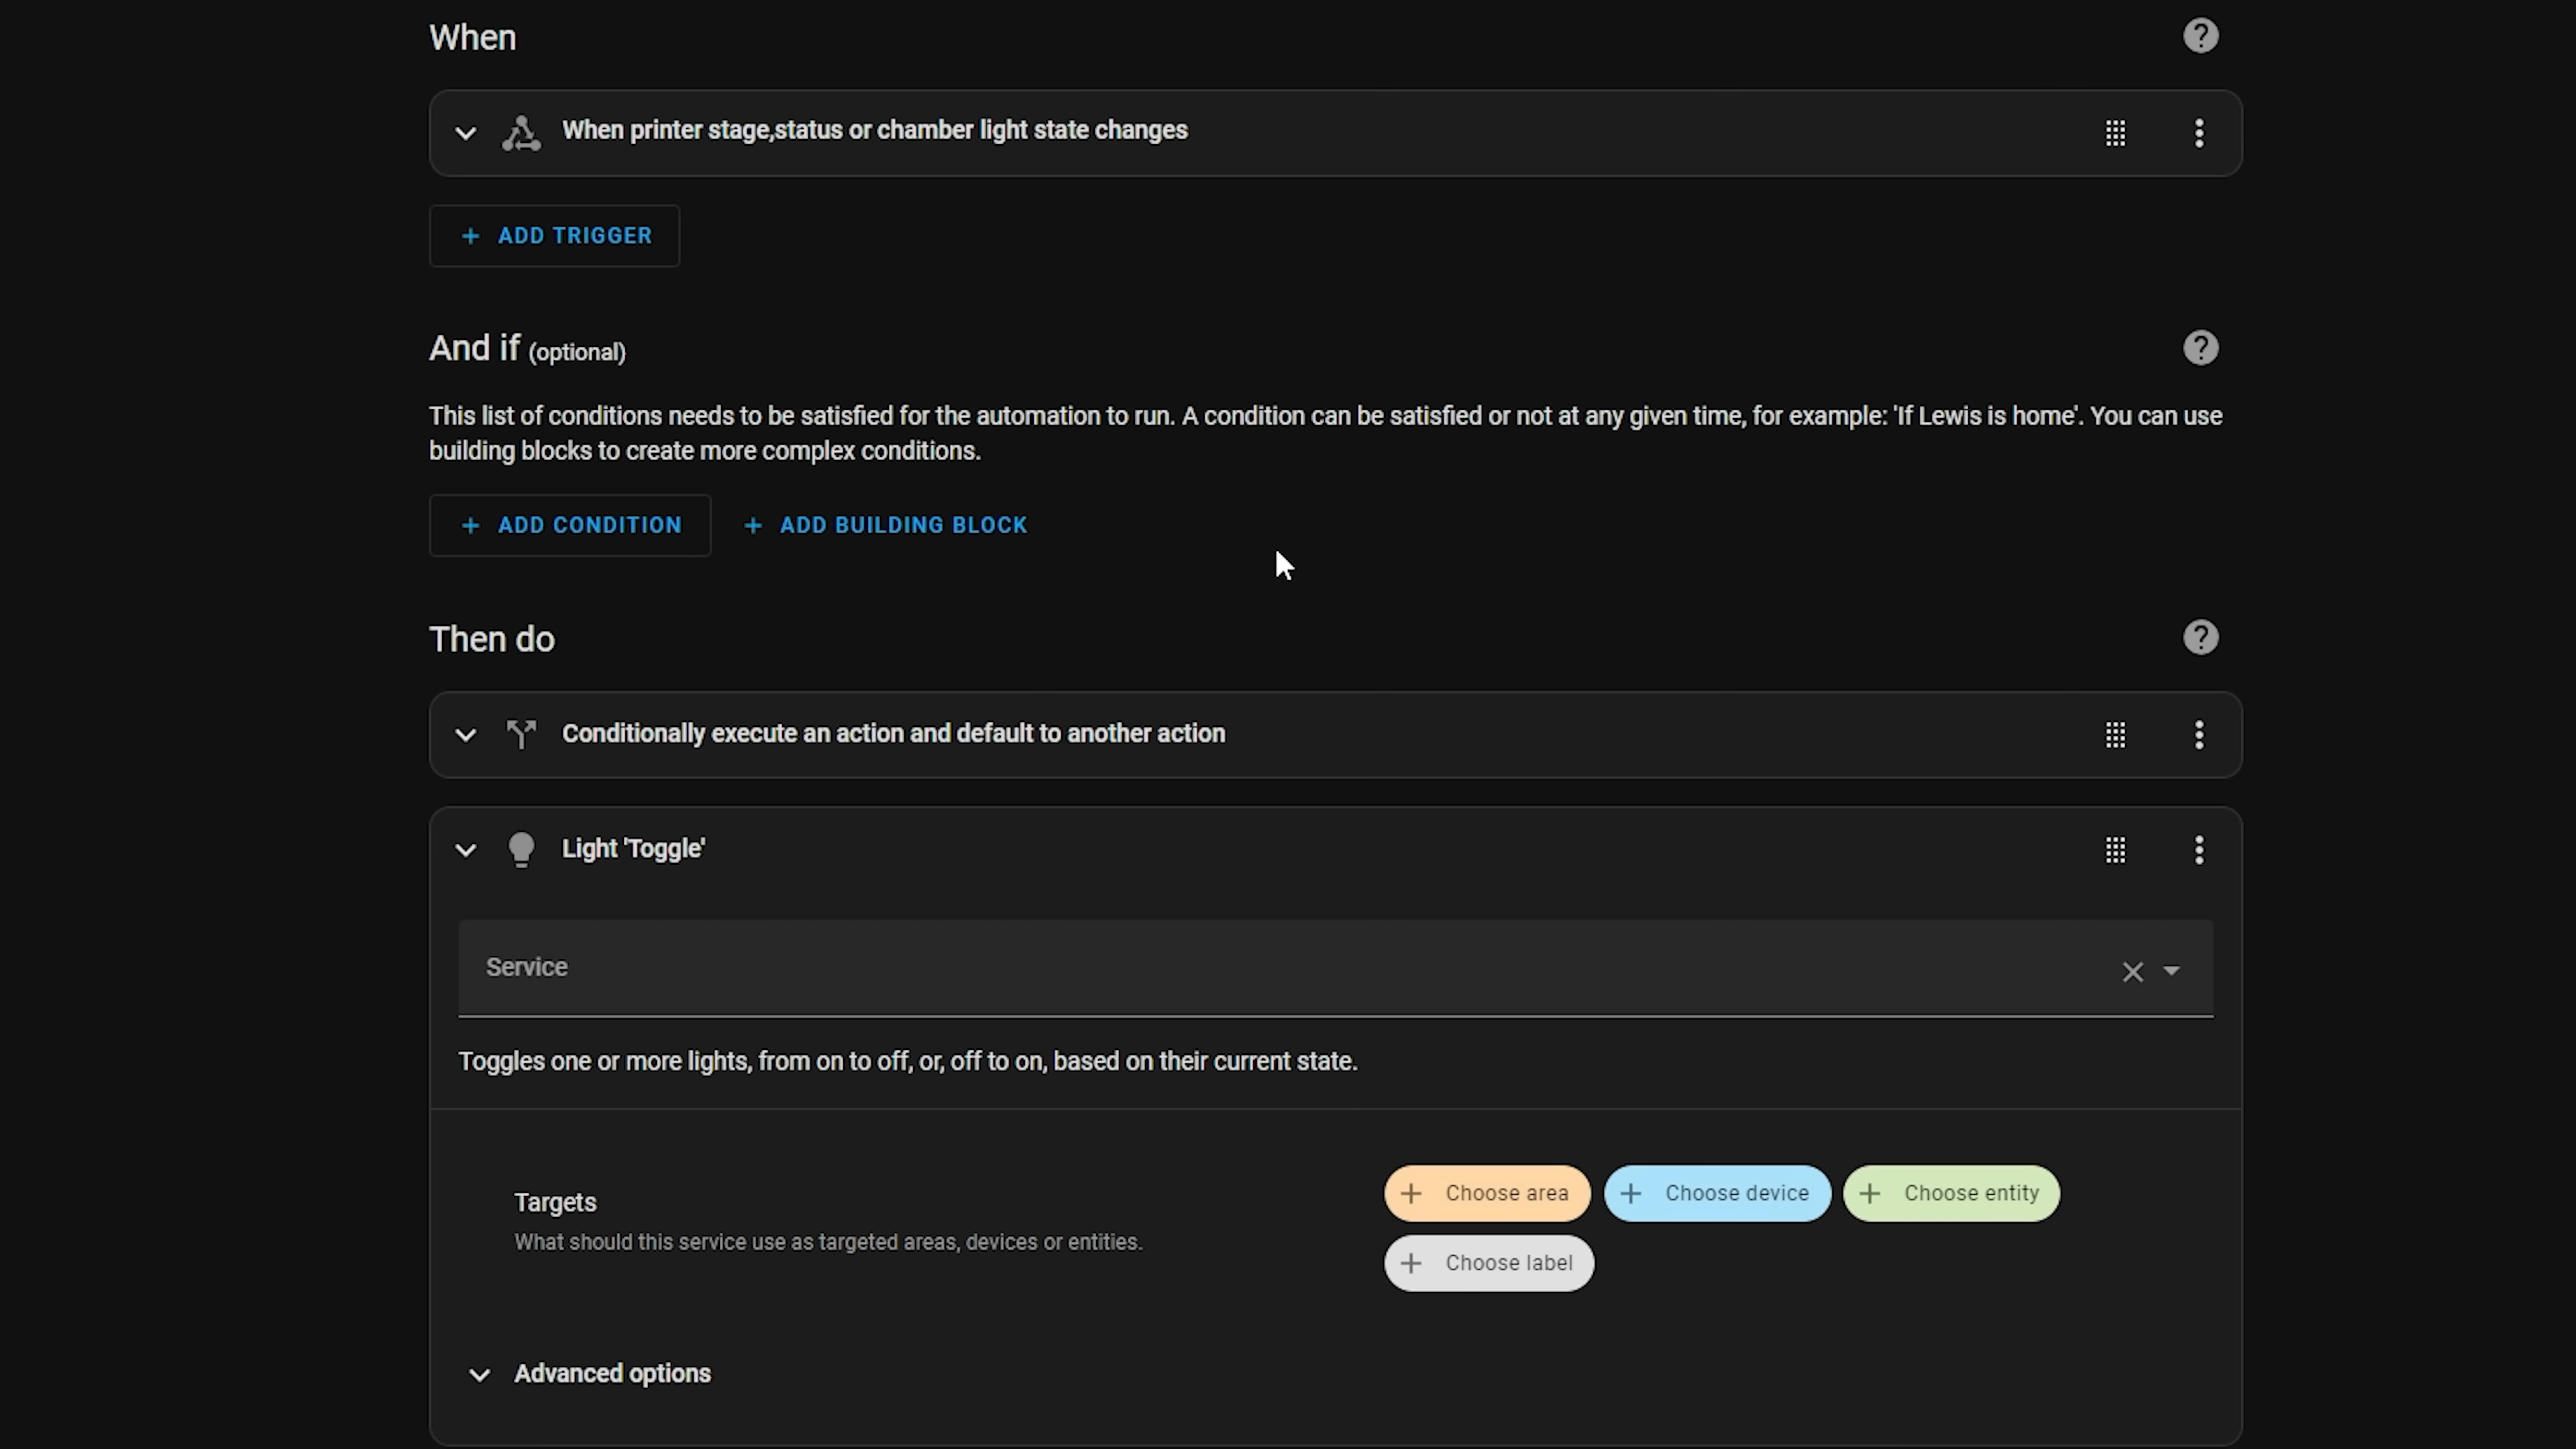 When
When printer stage,status or chamber light state changes
+ ADD TRIGGER
And if (optional)
This list of conditions needs to be satisfied for the automation to run. A condition can be satisfied or not at any given time, for example: 'If Lewis is home'. You can use
building blocks to create more complex conditions.
+ ADD CONDITION + ADD BUILDING BLOCK
Then do
Conditionally execute an action and default to another action
Light 'Toggle'
Service
Toggles one or more lights, from on to off, or, off to on, based on their current state.
Targets
What should this service use as targeted areas, devices or entities.
+ Choose area + Choose device + Choose entity
+ Choose label
Advanced options